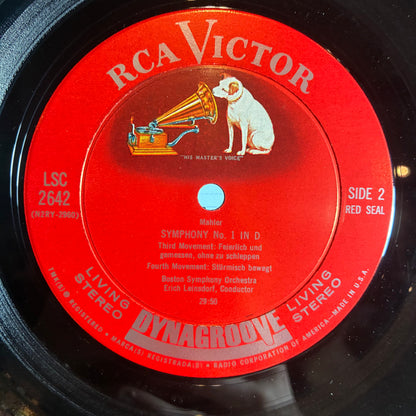 RCA VICTOR
"HIS MASTER'S VOICE"
LSC
2642
(R2RY-2960)
SIDE 2
RED SEAL
Mahler
SYMPHONY No. 1 IN D
Third Movement: Feierlich und
gemessen, ohne zu schleppen
Fourth Movement: Stürmisch bewegt
Boston Symphony Orchestra
Erich Leinsdorf, Conductor
29:50
LIVING
STEREO
DYNAGROOVE
LIVING
STEREO
TMK(S) ® REGISTERED • MARCA(S) REGISTRADA(S) • RADIO CORPORATION OF AMERICA—MADE IN U.S.A.